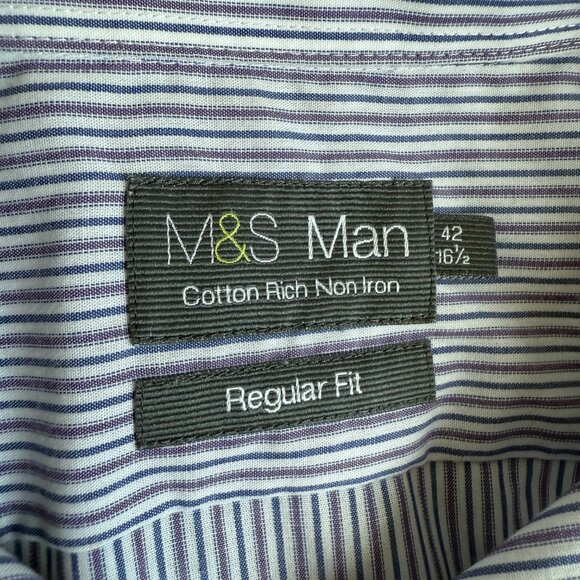 M&S Man
Cotton Rich Non Iron
42
16½
Regular Fit